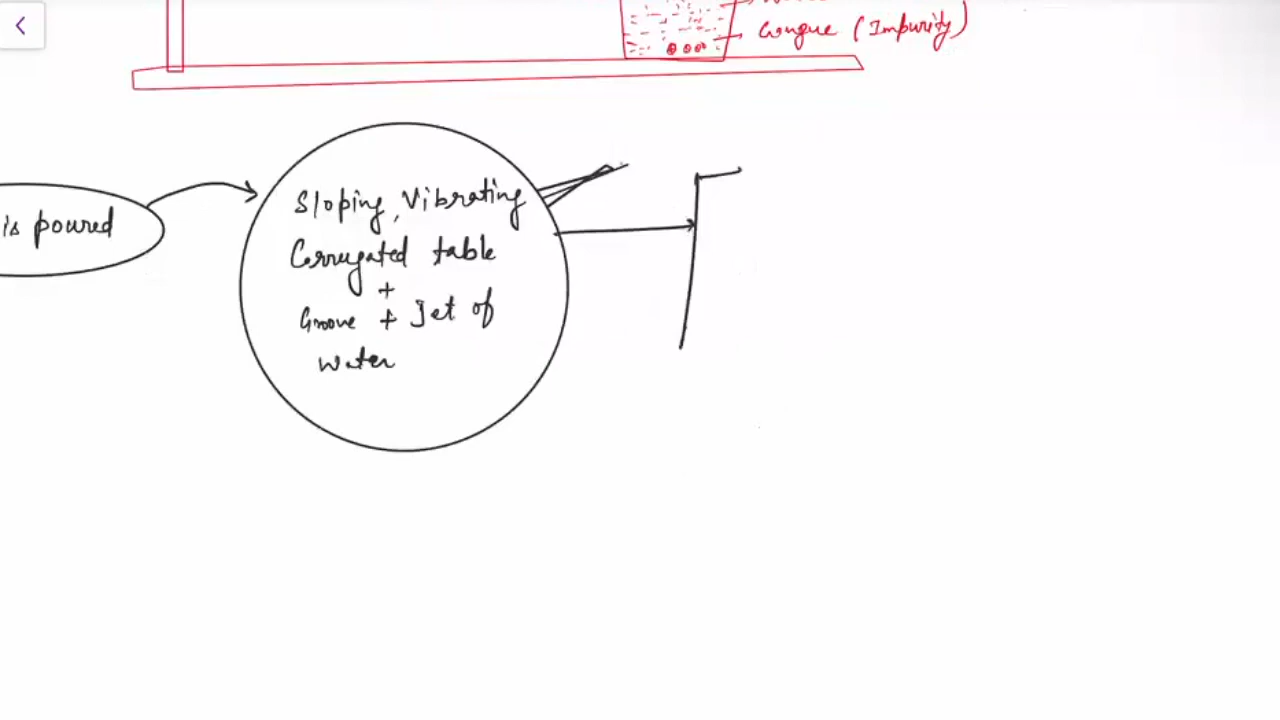 Gangue (Impurity)
is poured
Sloping, Vibrating
Corrugated table
+
Groove + Jet of
water